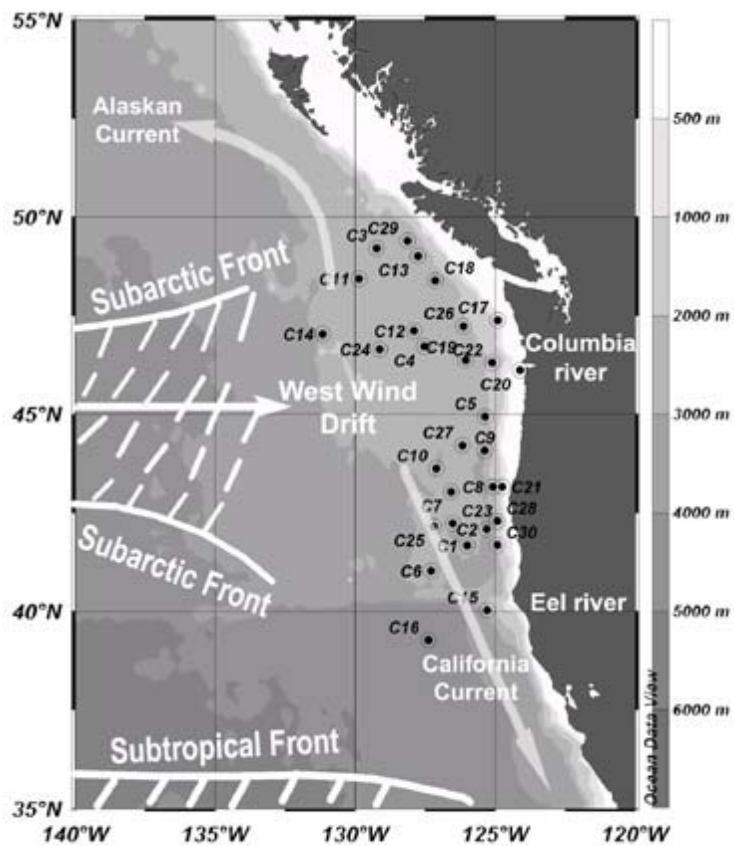 55°N
50°N
45°N
40°N
35°N
140°W
135°W
130°W
125°W
120°W
500 m
1000 m
2000 m
3000 m
4000 m
5000 m
6000 m
Ocean Data View
Alaskan
Current
Subarctic Front
West Wind
Drift
Subarctic Front
Subtropical Front
California
Current
Columbia
river
Eel river
C29
C3
C13
C18
C11
C26
C17
C14
C12
C24
C4
C19
C22
C20
C5
C27
C9
C10
C8
C21
C7
C23
C28
C2
C30
C25
C1
C6
C15
C16